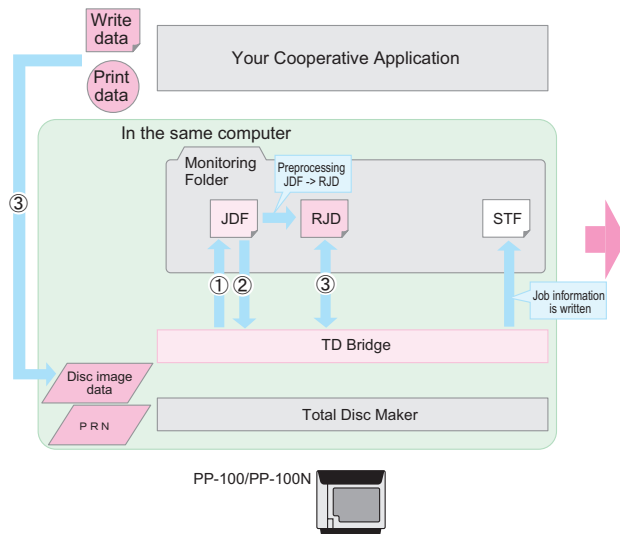 Write
data
Print
data
Your Cooperative Application
In the same computer
Monitoring
Folder
Preprocessing
JDF -> RJD
JDF
RJD
STF
③
①
②
③
Job information
is written
TD Bridge
Disc image
data
P R N
Total Disc Maker
PP-100/PP-100N